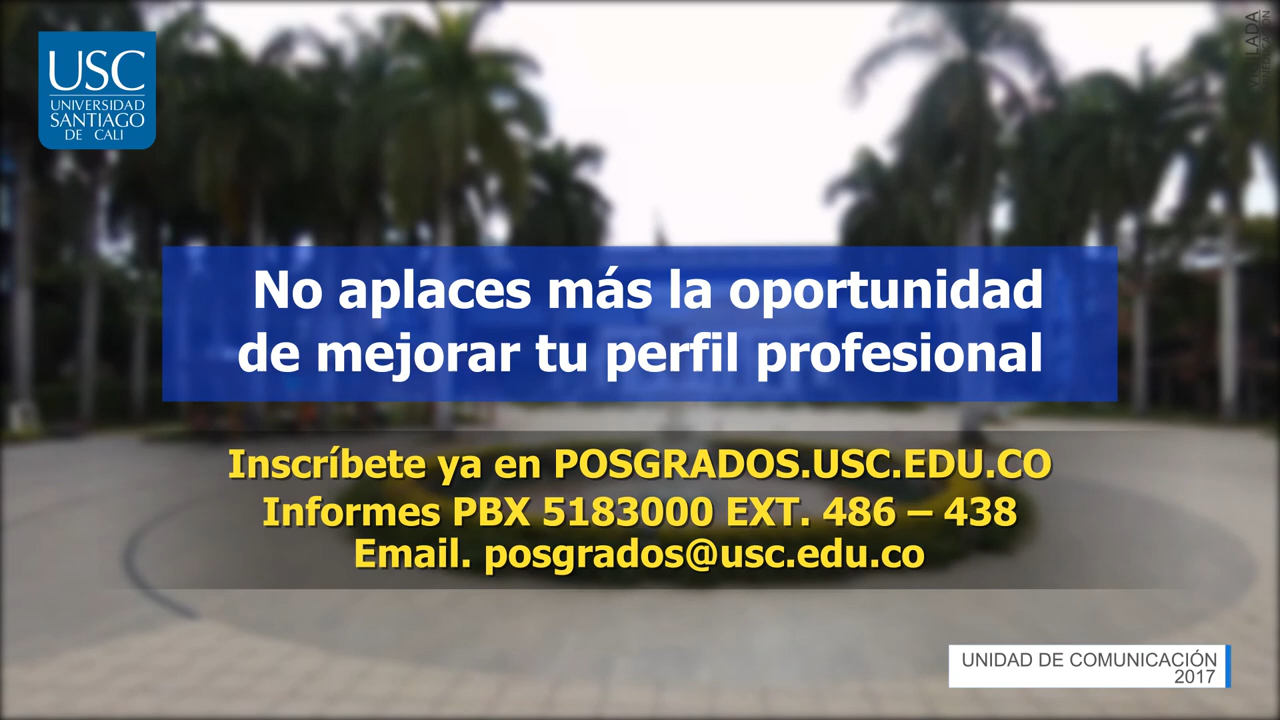 USC
UNIVERSIDAD
SANTIAGO
DE CALI
No aplaces más la oportunidad
de mejorar tu perfil profesional
Inscríbete ya en POSGRADOS.USC.EDU.CO
Informes PBX 5183000 EXT. 486 – 438
Email. posgrados@usc.edu.co
UNIDAD DE COMUNICACIÓN
2017